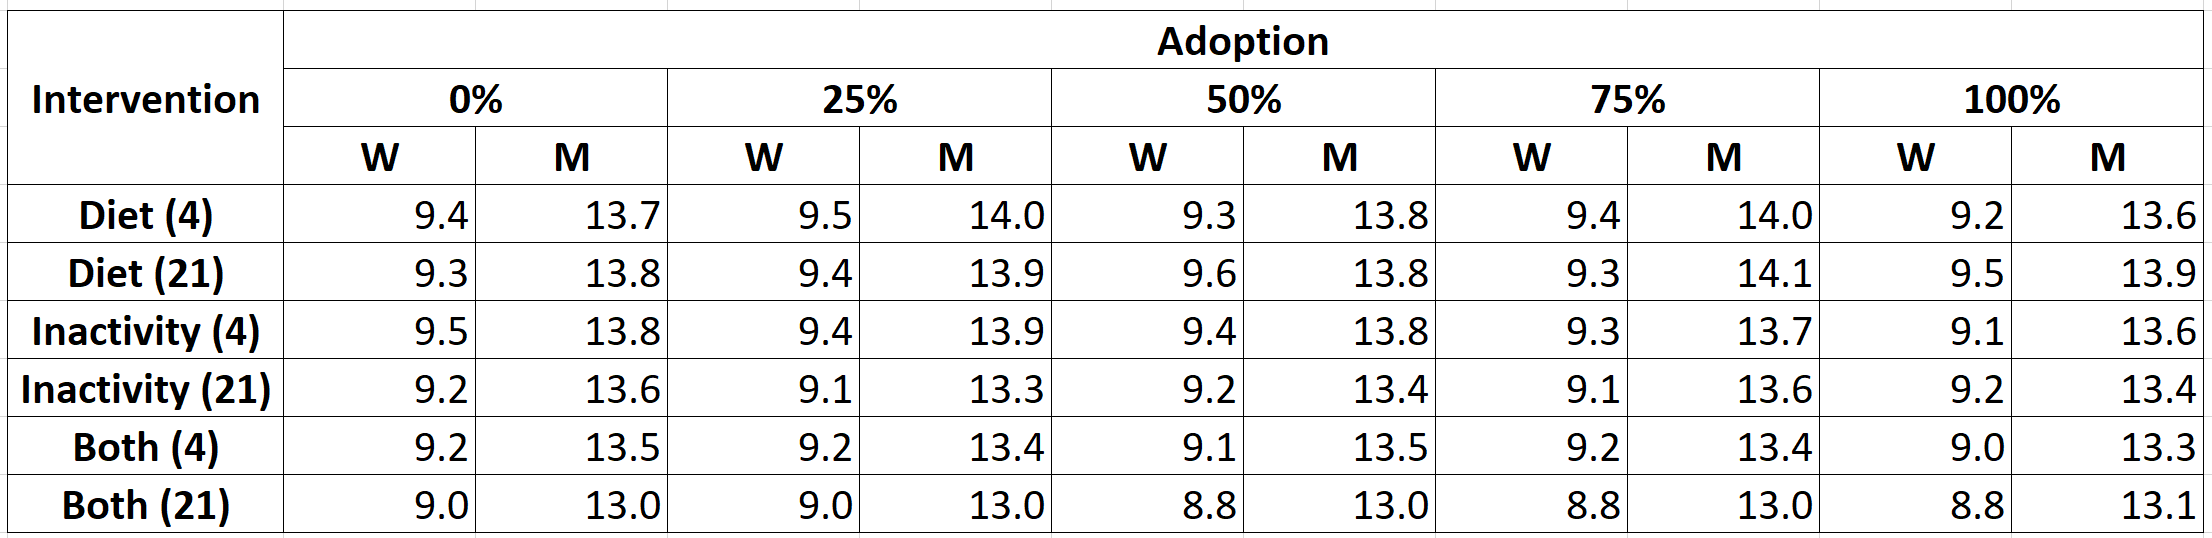 Adoption
Intervention 0% 25% 50% 75% 100%
W M W M W M W M W M
Diet (4) 9.4 13.7 9.5 14.0 9.3 13.8 9.4 14.0 9.2 13.6
Diet (21) 9.3 13.8 9.4 13.9 9.6 13.8 9.3 14.1 9.5 13.9
Inactivity (4) 9.5 13.8 9.4 13.9 9.4 13.8 9.3 13.7 9.1 13.6
Inactivity (21) 9.2 13.6 9.1 13.3 9.2 13.4 9.1 13.6 9.2 13.4
Both (4) 9.2 13.5 9.2 13.4 9.1 13.5 9.2 13.4 9.0 13.3
Both (21) 9.0 13.0 9.0 13.0 8.8 13.0 8.8 13.0 8.8 13.1